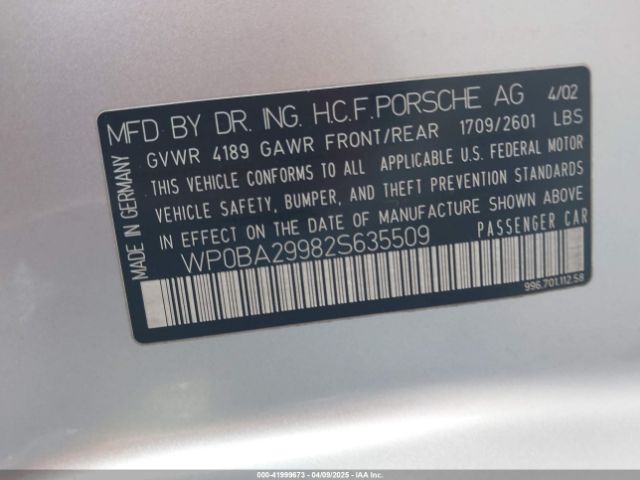 MFD BY DR. ING. H.C.F. PORSCHE AG 4/02
GVWR 4189 GAWR FRONT/REAR 1709/2601 LBS
THIS VEHICLE CONFORMS TO ALL APPLICABLE U.S. FEDERAL MOTOR
VEHICLE SAFETY, BUMPER, AND THEFT PREVENTION STANDARDS
IN EFFECT ON THE DATE OF MANUFACTURE SHOWN ABOVE
WP0BA29982S635509 PASSENGER CAR
996.701.112.58
MADE IN GERMANY
000-41999673 | 04/09/2025 | IAA Inc.